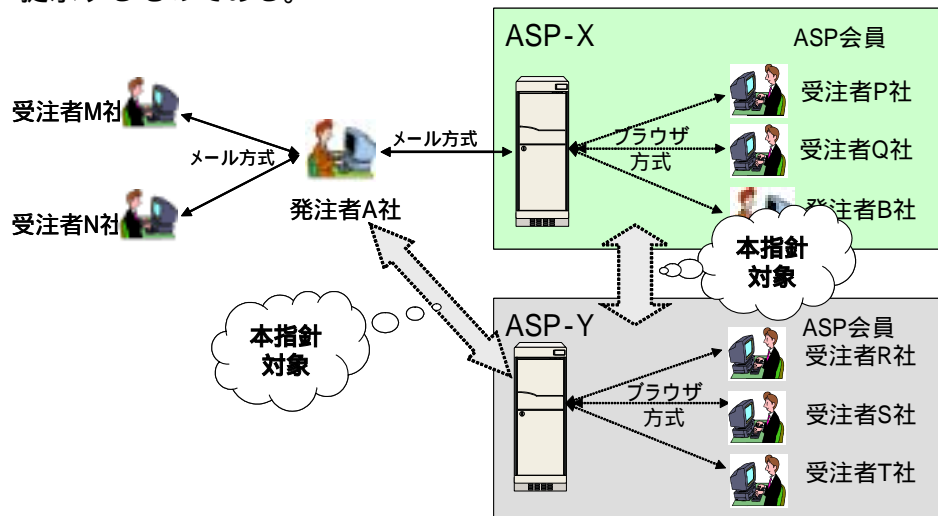 ASP-X
ASP会員
受注者P社
受注者M社
メール方式
メール方式
ブラウザ
方式
受注者Q社
発注者A社
受注者N社
発注者B社
本指針
対象
ASP-Y
ASP会員
受注者R社
本指針
対象
ブラウザ
方式
受注者S社
受注者T社